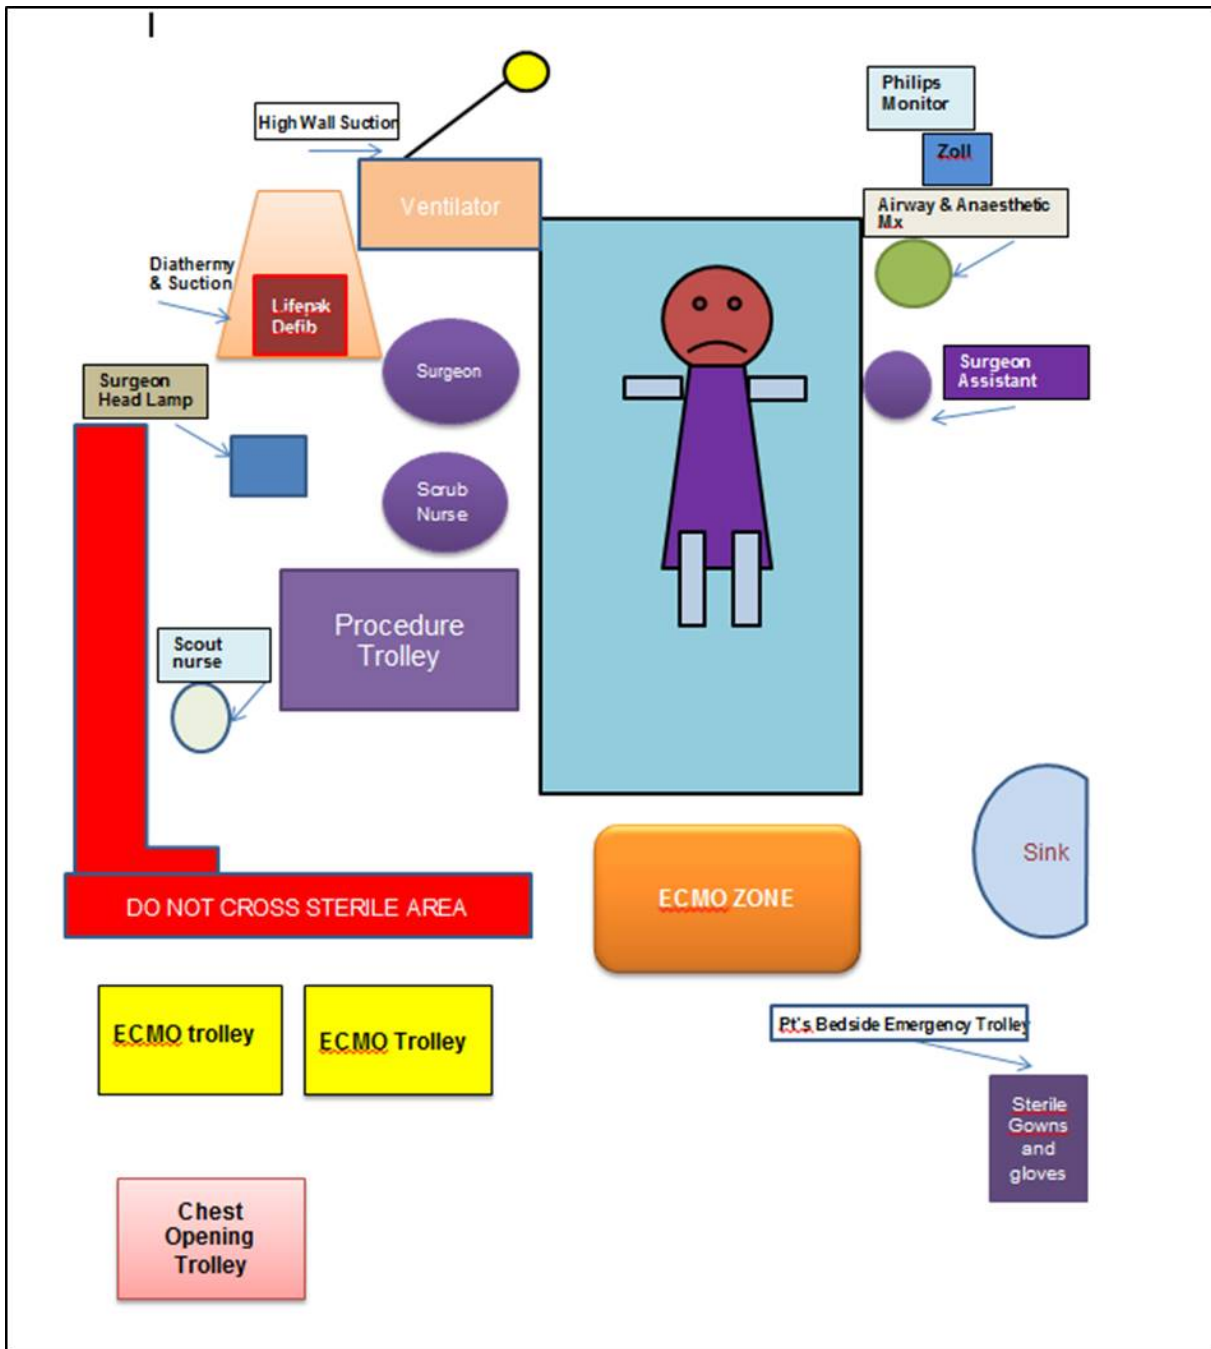 Philips
Monitor
High Wall Suction
Zoll
Ventilator
Airway & Anaesthetic
Mx
Diathermy
& Suction
Lifepak
Defib
Surgeon
Surgeon
Assistant
Surgeon
Head Lamp
Scrub
Nurse
Procedure
Trolley
Scout
nurse
Sink
ECMO ZONE
DO NOT CROSS STERILE AREA
ECMO trolley
ECMO Trolley
Pt's Bedside Emergency Trolley
Sterile
Gowns
and
gloves
Chest
Opening
Trolley